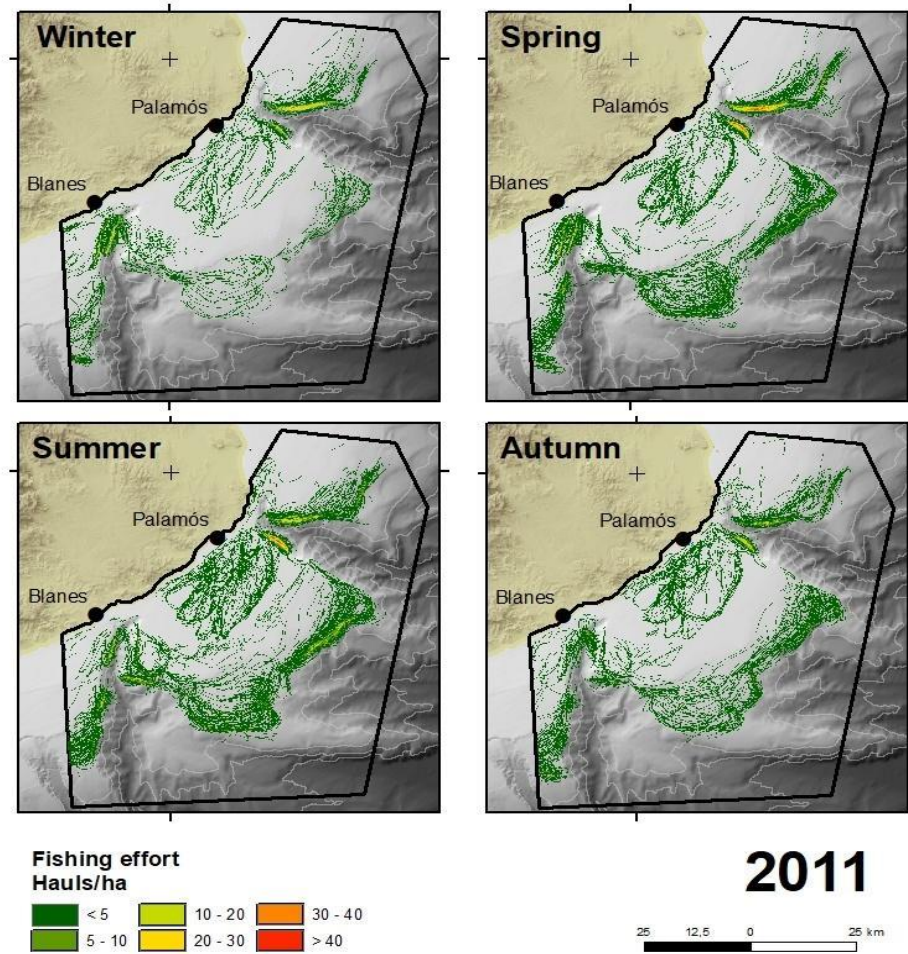 Winter
Palamós
Blanes
Spring
Palamós
Blanes
Summer
Palamós
Blanes
Autumn
Palamós
Blanes
Fishing effort
Hauls/ha
< 5
10 - 20
30 - 40
5 - 10
20 - 30
> 40
2011
25 12,5 0 25 km